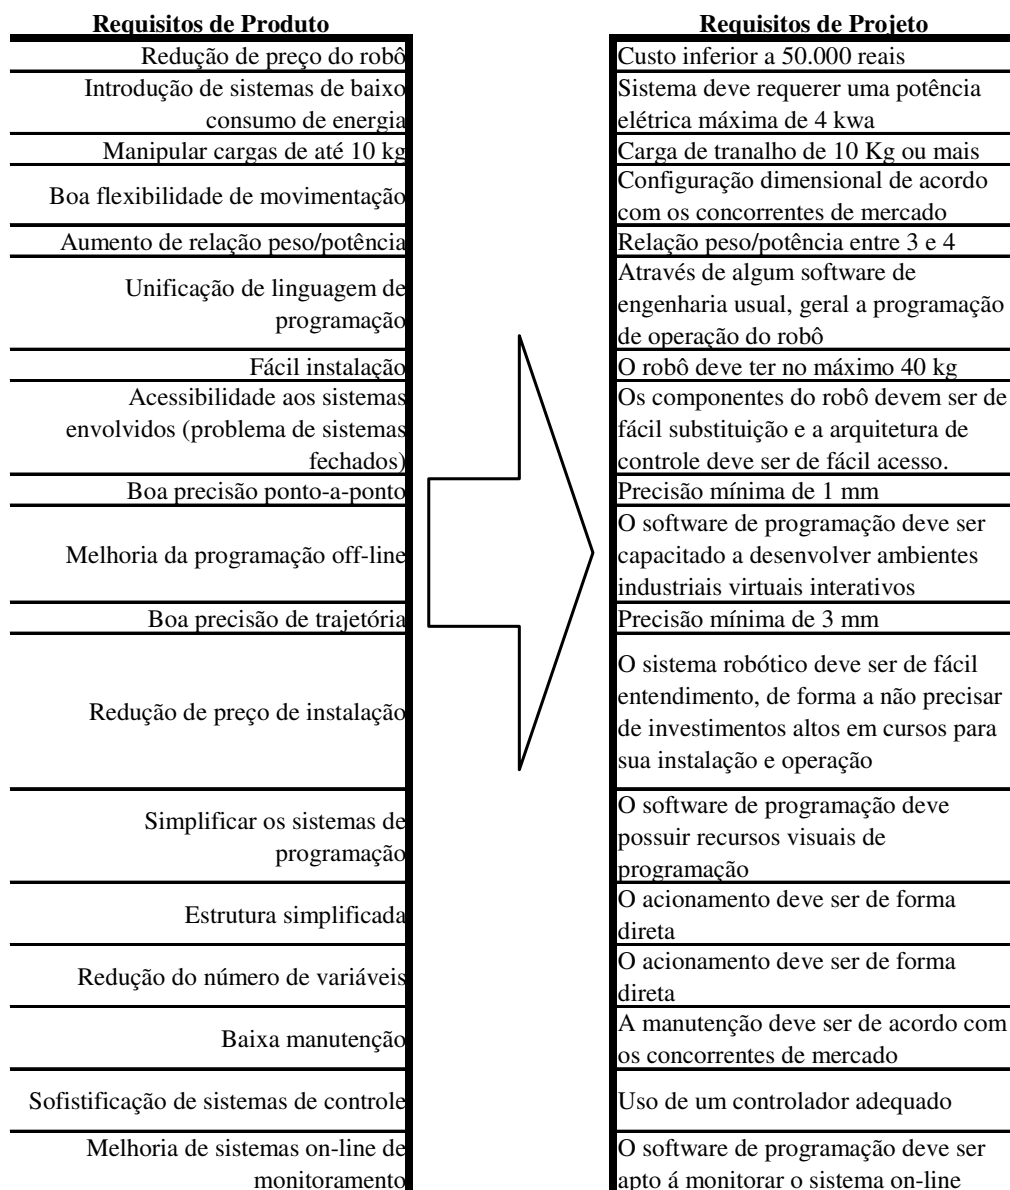 Requisitos de Produto
Requisitos de Projeto
Redução de preço do robô
Custo inferior a 50.000 reais
Introdução de sistemas de baixo
consumo de energia
Sistema deve requerer uma potência
elétrica máxima de 4 kwa
Manipular cargas de até 10 kg
Carga de tranalho de 10 Kg ou mais
Boa flexibilidade de movimentação
Configuração dimensional de acordo
com os concorrentes de mercado
Aumento de relação peso/potência
Relação peso/potência entre 3 e 4
Unificação de linguagem de
programação
Através de algum software de
engenharia usual, geral a programação
de operação do robô
Fácil instalação
O robô deve ter no máximo 40 kg
Acessibilidade aos sistemas
envolvidos (problema de sistemas
fechados)
Os componentes do robô devem ser de
fácil substituição e a arquitetura de
controle deve ser de fácil acesso.
Boa precisão ponto-a-ponto
Precisão mínima de 1 mm
Melhoria da programação off-line
O software de programação deve ser
capacitado a desenvolver ambientes
industriais virtuais interativos
Boa precisão de trajetória
Precisão mínima de 3 mm
Redução de preço de instalação
O sistema robótico deve ser de fácil
entendimento, de forma a não precisar
de investimentos altos em cursos para
sua instalação e operação
Simplificar os sistemas de
programação
O software de programação deve
possuir recursos visuais de
programação
Estrutura simplificada
O acionamento deve ser de forma
direta
Redução do número de variáveis
O acionamento deve ser de forma
direta
Baixa manutenção
A manutenção deve ser de acordo com
os concorrentes de mercado
Sofistificação de sistemas de controle
Uso de um controlador adequado
Melhoria de sistemas on-line de
monitoramento
O software de programação deve ser
apto á monitorar o sistema on-line